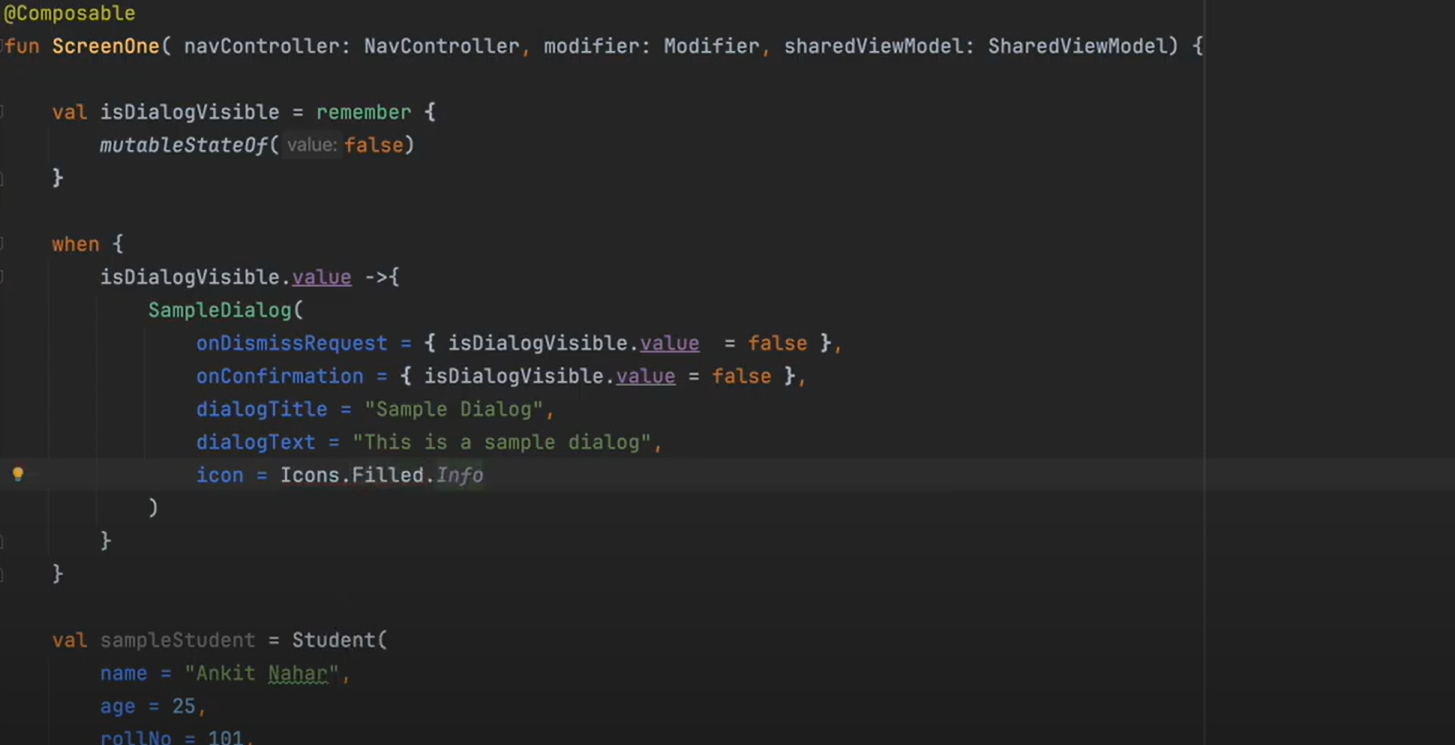 @Composable
fun ScreenOne( navController: NavController, modifier: Modifier, sharedViewModel: SharedViewModel) {
val isDialogVisible = remember {
mutableStateOf( value: false)
}
when {
isDialogVisible.value ->{
SampleDialog(
onDismissRequest = { isDialogVisible.value  = false },
onConfirmation = { isDialogVisible.value = false },
dialogTitle = "Sample Dialog",
dialogText = "This is a sample dialog",
icon = Icons.Filled.Info
)
}
}
val sampleStudent = Student(
name = "Ankit Nahar",
age = 25,
rollNo = 101,